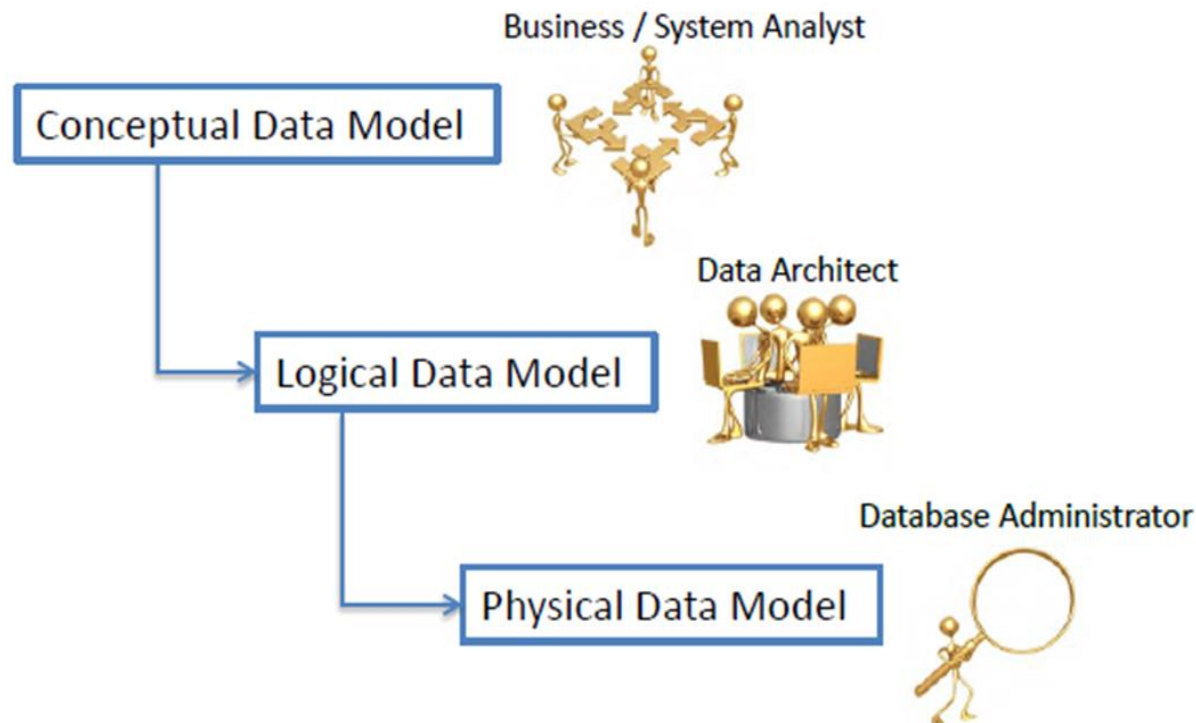 Business / System Analyst
Conceptual Data Model
Data Architect
Logical Data Model
Database Administrator
Physical Data Model